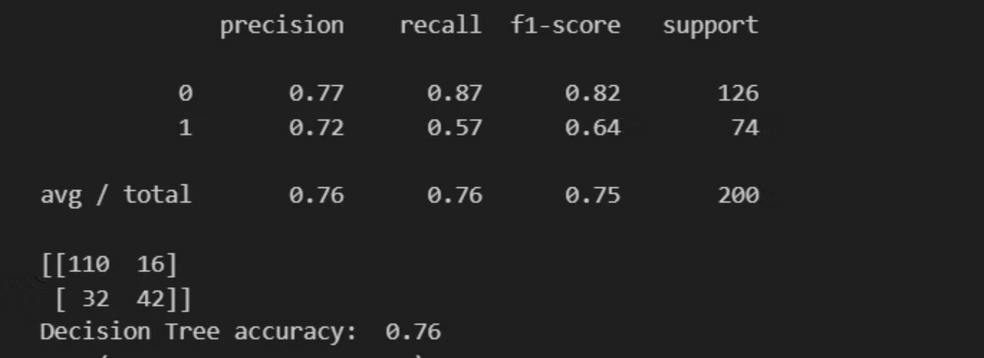 precision recall f1-score support
0 0.77 0.87 0.82 126
1 0.72 0.57 0.64 74
avg / total 0.76 0.76 0.75 200
[[110 16]
[ 32 42]]
Decision Tree accuracy: 0.76